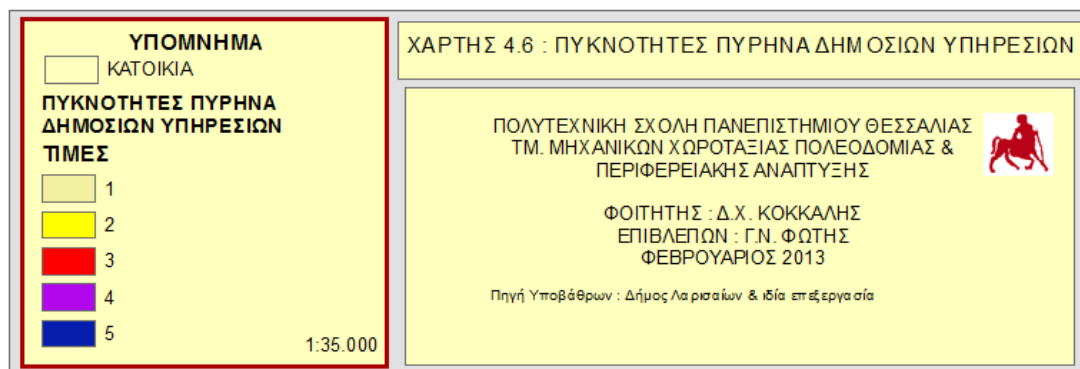 ΥΠΟΜΝΗΜΑ
ΚΑΤΟΙΚΙΑ
ΠΥΚΝΟΤΗΤΕΣ ΠΥΡΗΝΑ
ΔΗΜΟΣΙΩΝ ΥΠΗΡΕΣΙΩΝ
ΤΙΜΕΣ
1
2
3
4
5
1:35.000
ΧΑΡΤΗΣ 4.6 : ΠΥΚΝΟΤΗΤΕΣ ΠΥΡΗΝΑ ΔΗΜΟΣΙΩΝ ΥΠΗΡΕΣΙΩΝ
ΠΟΛΥΤΕΧΝΙΚΗ ΣΧΟΛΗ ΠΑΝΕΠΙΣΤΗΜΙΟΥ ΘΕΣΣΑΛΙΑΣ
ΤΜ. ΜΗΧΑΝΙΚΩΝ ΧΩΡΟΤΑΞΙΑΣ ΠΟΛΕΟΔΟΜΙΑΣ &
ΠΕΡΙΦΕΡΕΙΑΚΗΣ ΑΝΑΠΤΥΞΗΣ
ΦΟΙΤΗΤΗΣ : Δ.Χ. ΚΟΚΚΑΛΗΣ
ΕΠΙΒΛΕΠΩΝ : Γ.Ν. ΦΩΤΗΣ
ΦΕΒΡΟΥΑΡΙΟΣ 2013
Πηγή Υποβάθρων : Δήμος Λαρισαίων & ιδία επεξεργασία